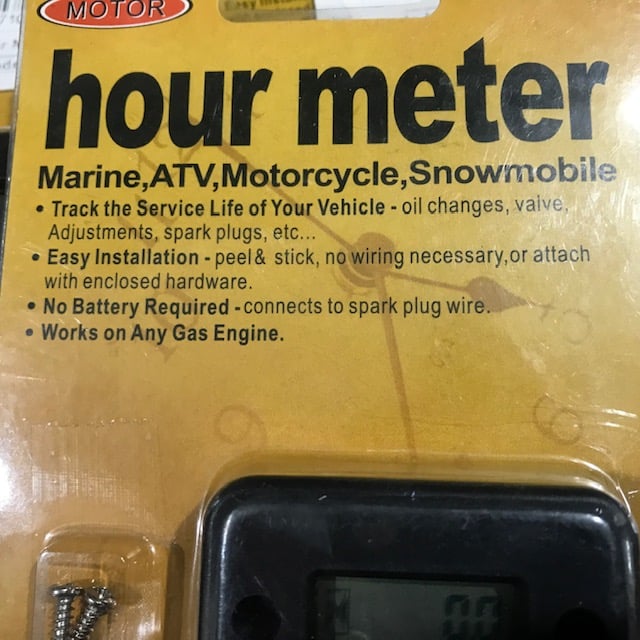 MOTOR
hour meter
Marine,ATV,Motorcycle,Snowmobile
• Track the Service Life of Your Vehicle - oil changes, valve,
Adjustments, spark plugs, etc...
• Easy Installation - peel & stick, no wiring necessary,or attach
with enclosed hardware.
• No Battery Required - connects to spark plug wire.
• Works on Any Gas Engine.